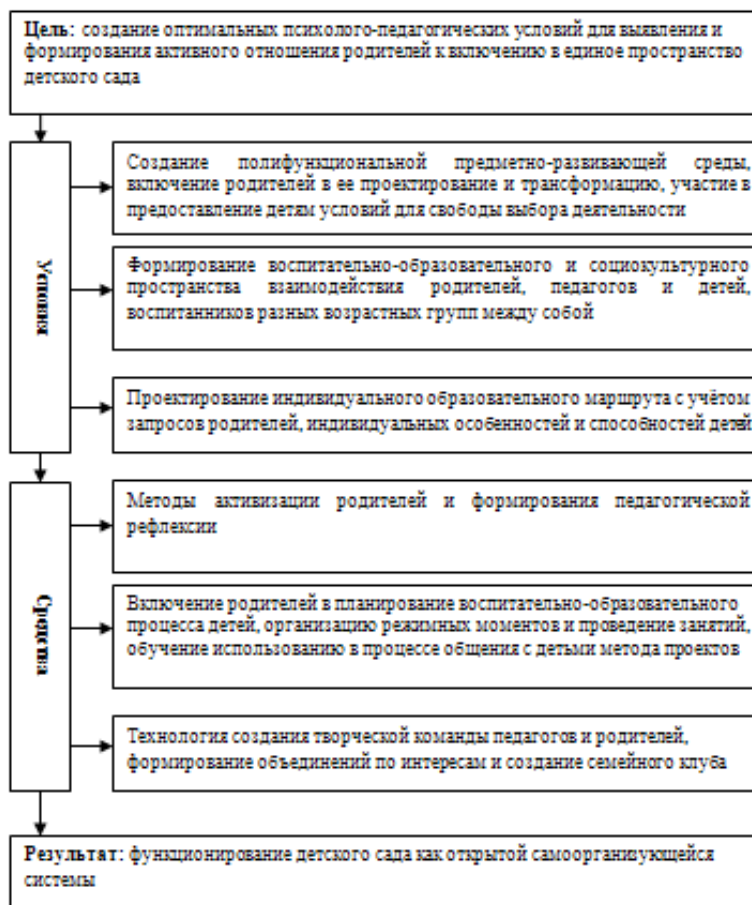 Цель: создание оптимальных психолого-педагогических условий для выявления и
формирования активного отношения родителей к включению в единое пространство
детского сада
Условия
Создание полифункциональной предметно-развивающей среды,
включение родителей в ее проектирование и трансформацию, участие в
предоставление детям условий для свободы выбора деятельности
Формирование воспитательно-образовательного и социокультурного
пространства взаимодействия родителей, педагогов и детей,
воспитанников разных возрастных групп между собой
Проектирование индивидуального образовательного маршрута с учётом
запросов родителей, индивидуальных особенностей и способностей детей
Средства
Методы активизации родителей и формирования педагогической
рефлексии
Включение родителей в планирование воспитательно-образовательного
процесса детей, организацию режимных моментов и проведение занятий,
обучение использованию в процессе общения с детьми метода проектов
Технология создания творческой команды педагогов и родителей,
формирование объединений по интересам и создание семейного клуба
Результат: функционирование детского сада как открытой самоорганизующейся
системы